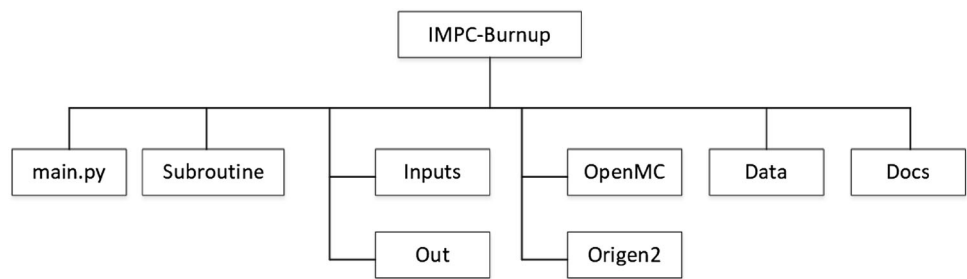 IMPC-Burnup
main.py
Subroutine
Inputs
OpenMC
Data
Docs
Out
Origen2